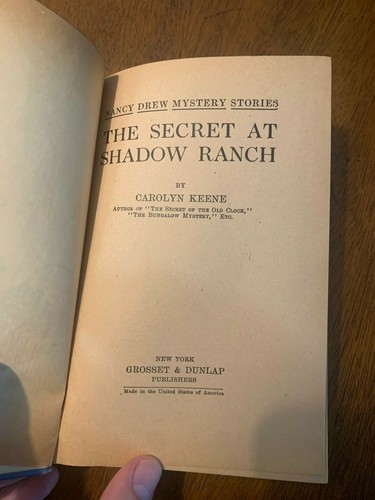 NANCY DREW MYSTERY STORIES
THE SECRET AT
SHADOW RANCH
BY
CAROLYN KEENE
AUTHOR OF "THE SECRET OF THE OLD CLOCK,"
"THE BUNGALOW MYSTERY," ETC.
NEW YORK
GROSSET & DUNLAP
PUBLISHERS
Made in the United States of America